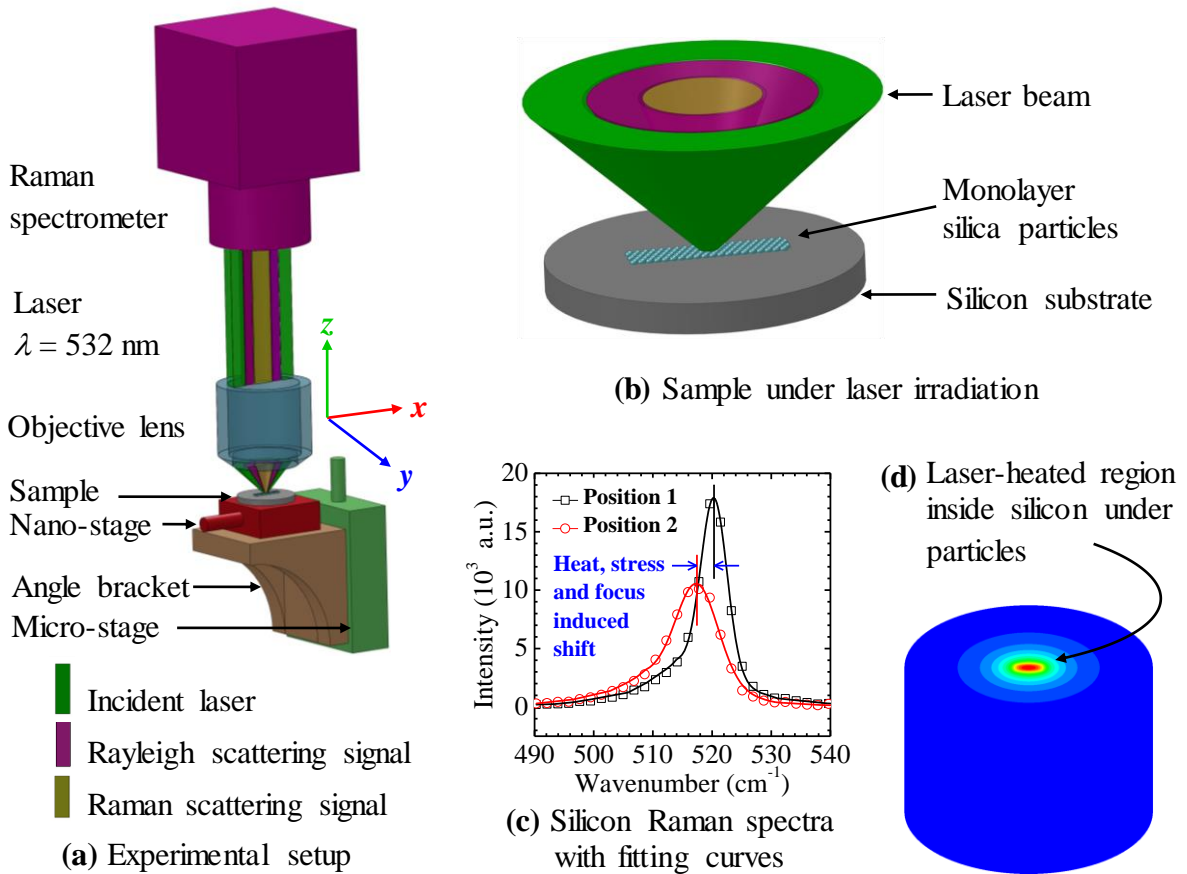 Raman
spectrometer
Laser
λ = 532 nm
z
x
y
Objective lens
Sample
Nano-stage
Angle bracket
Micro-stage
Incident laser
Rayleigh scattering signal
Raman scattering signal
(a) Experimental setup
Laser beam
Monolayer
silica particles
Silicon substrate
(b) Sample under laser irradiation
20
15
10
5
0
Intensity (10³ a.u.)
Position 1
Position 2
Heat, stress
and focus
induced
shift
490 500 510 520 530 540
Wavenumber (cm⁻¹)
(c) Silicon Raman spectra
with fitting curves
(d) Laser-heated region
inside silicon under
particles